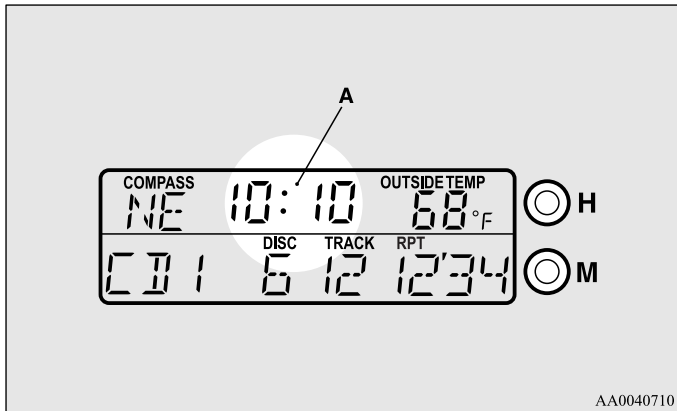 A
COMPASS OUTSIDE TEMP
NE 10:10 68°F H
DISC TRACK RPT
CD1 6 12 12'34 M
AA0040710